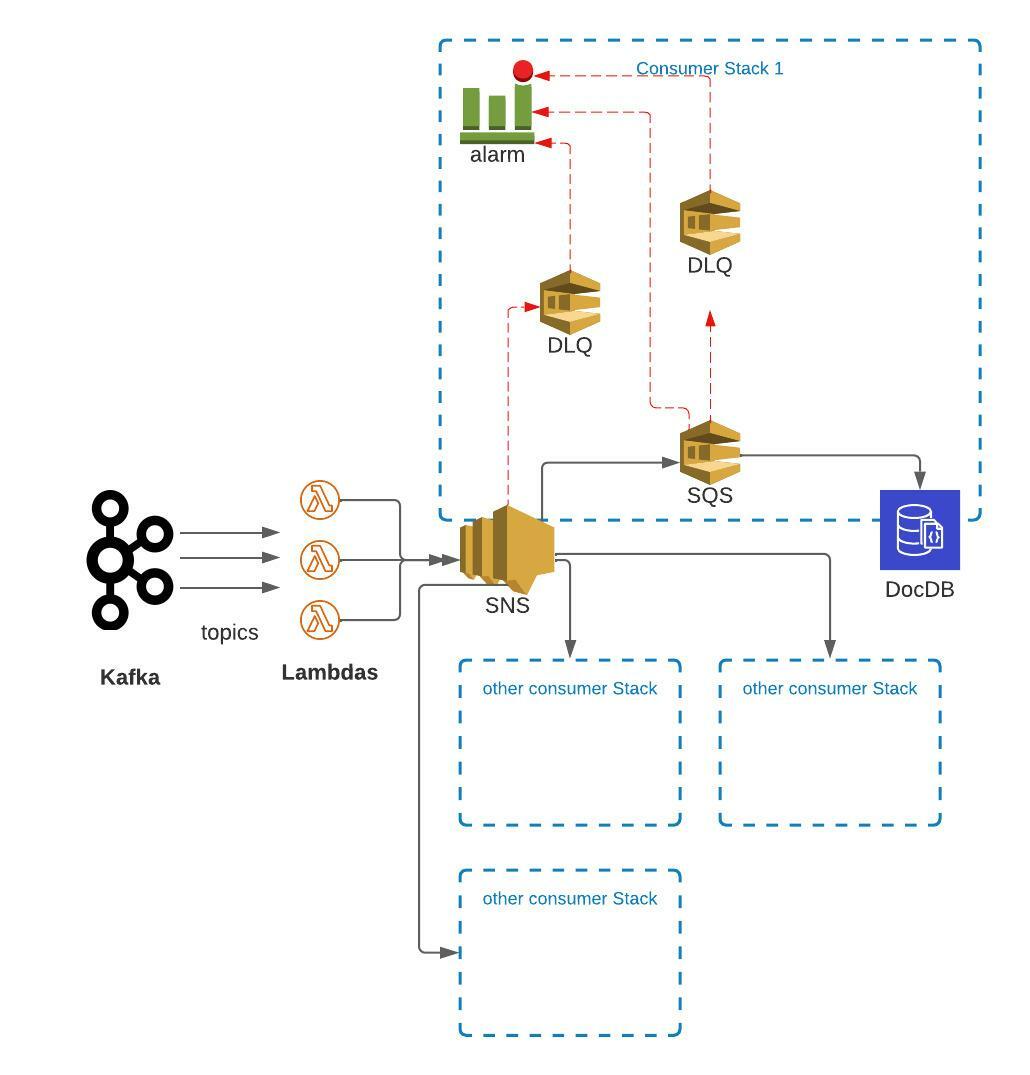 Consumer Stack 1
alarm
DLQ
DLQ
SQS
SNS
DocDB
topics
Kafka
Lambdas
other consumer Stack
other consumer Stack
other consumer Stack